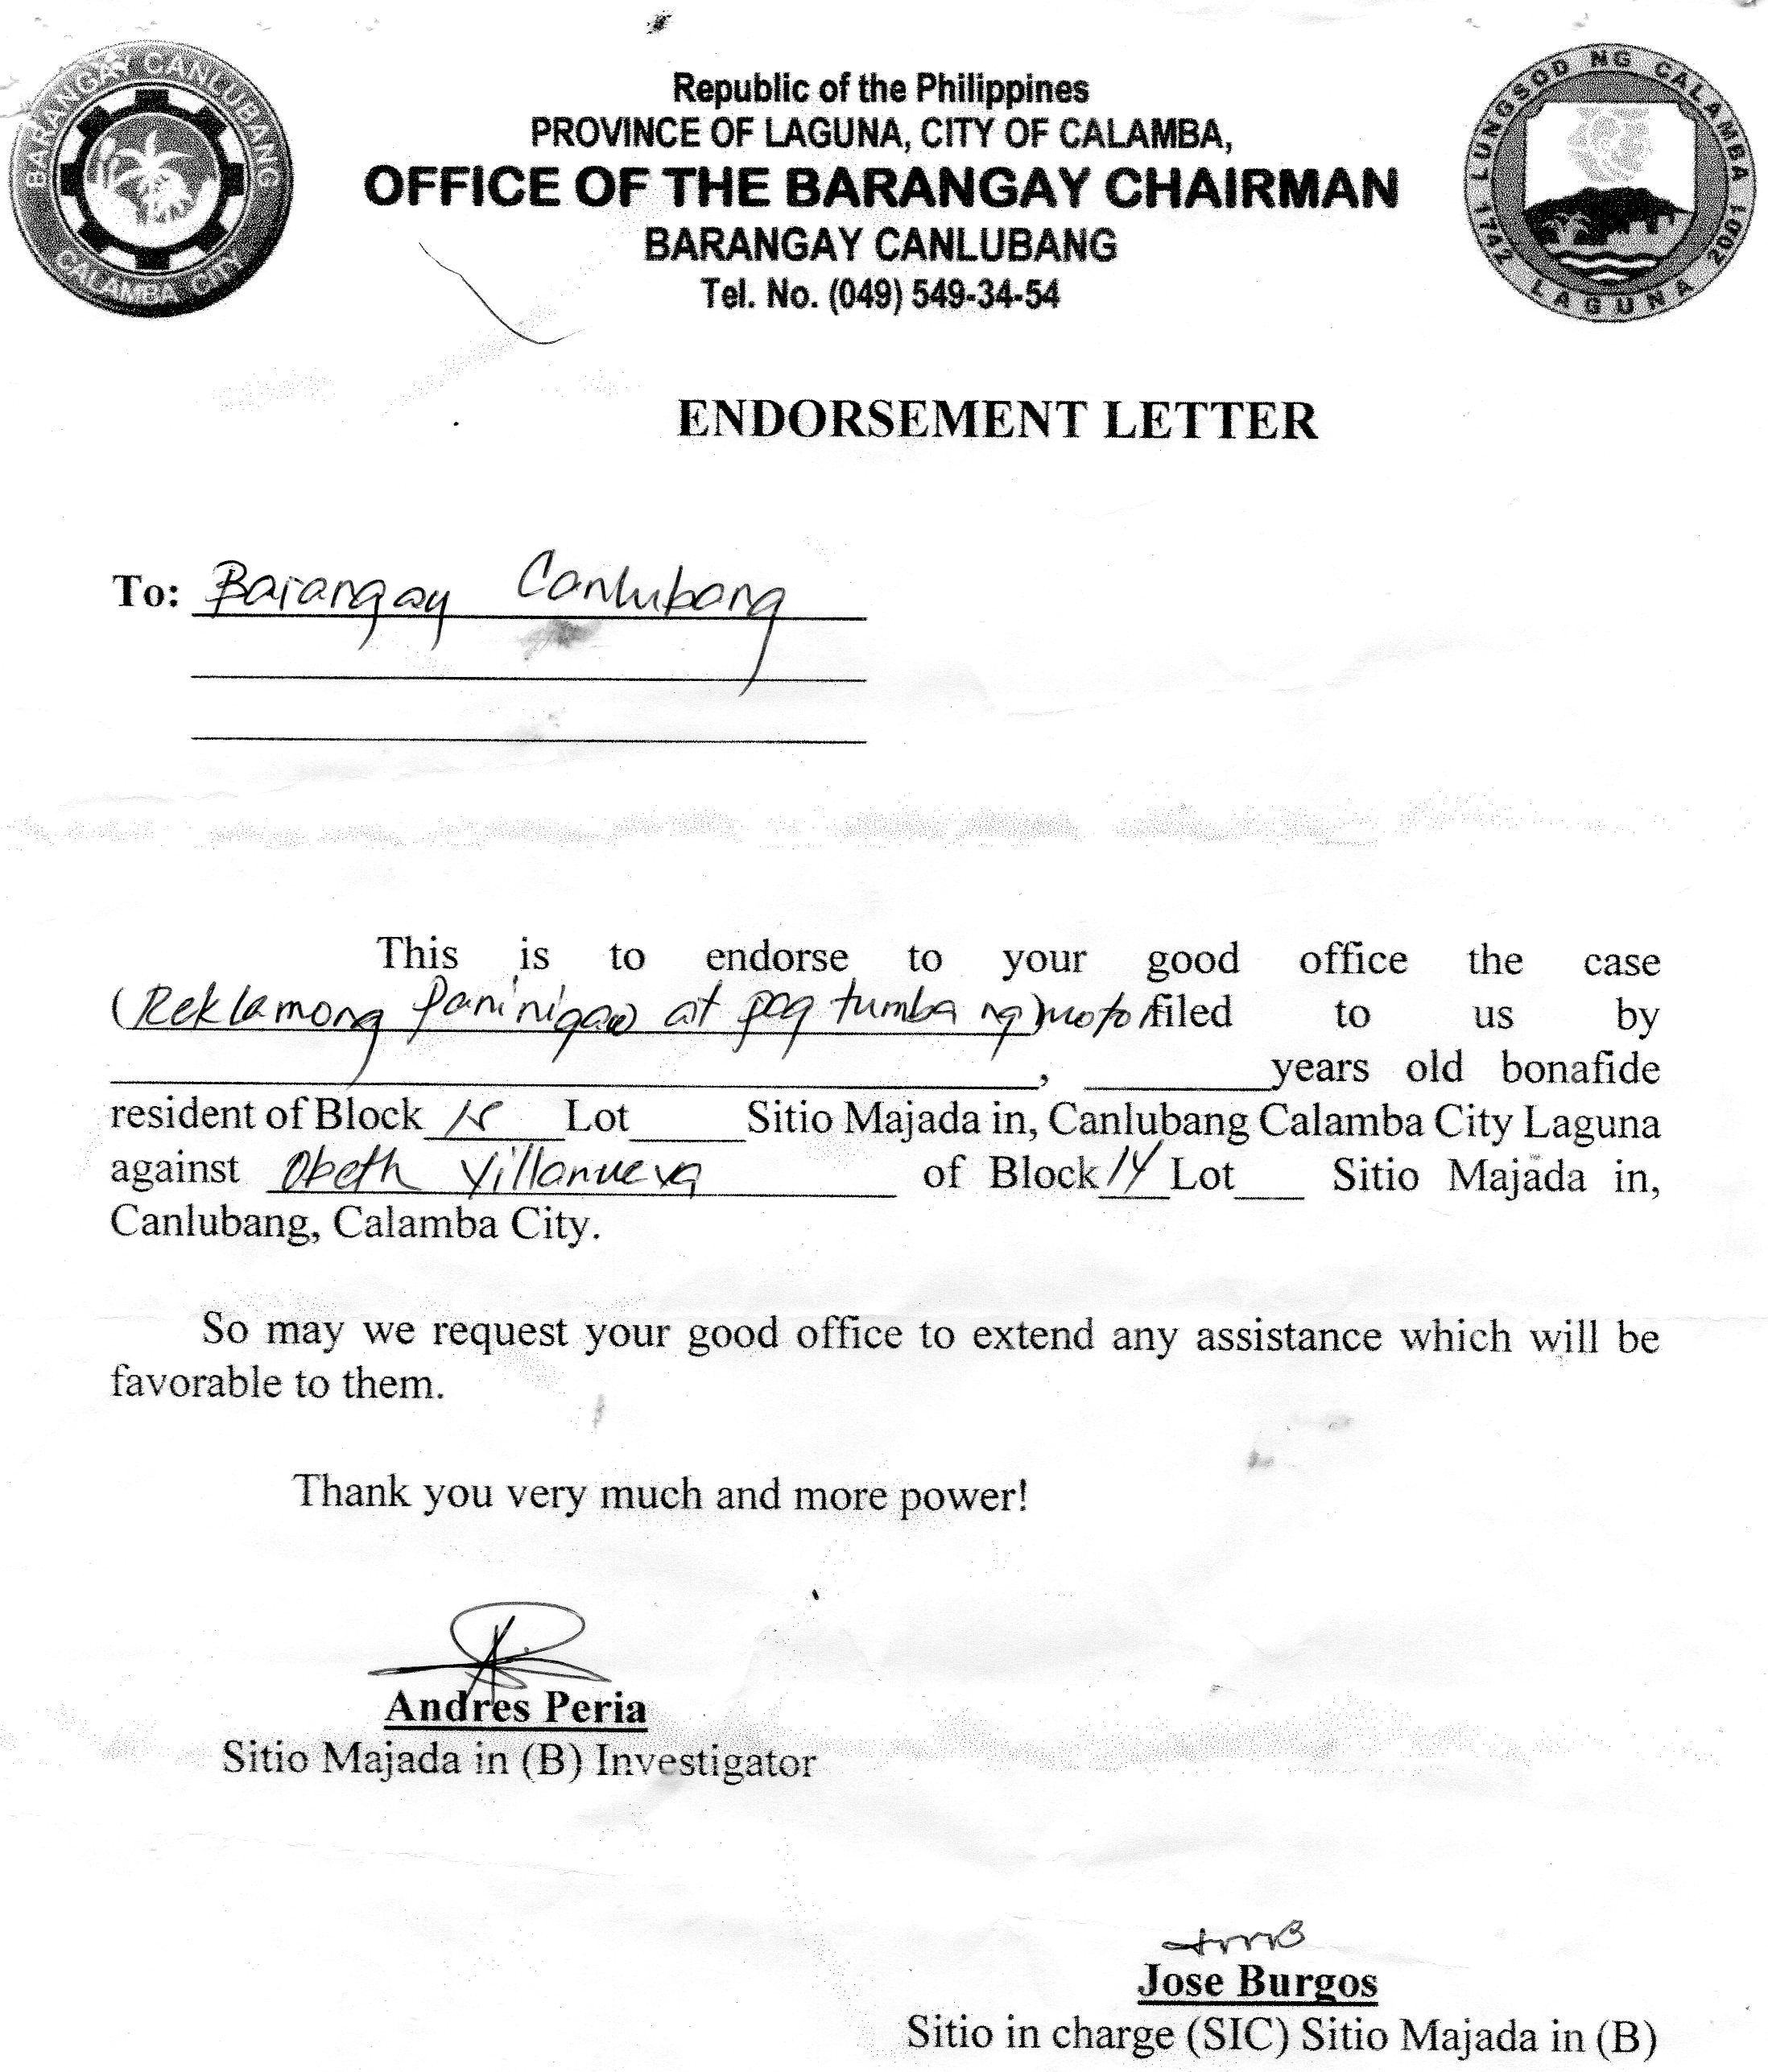 BARANGAY CANLUBANG
CALAMBA CITY
LUNGSOD NG CALAMBA
1742 LAGUNA 2001
Republic of the Philippines
PROVINCE OF LAGUNA, CITY OF CALAMBA,
OFFICE OF THE BARANGAY CHAIRMAN
BARANGAY CANLUBANG
Tel. No. (049) 549-34-54
ENDORSEMENT LETTER
To: Barangay Canlubang
This is to endorse to your good office the case
(Reklamong Paninigaw at pag tumba ng) motor filed to us by
, years old bonafide
resident of Block Lot Sitio Majada in, Canlubang Calamba City Laguna
against Obeth Villanueva of Block 14 Lot Sitio Majada in,
Canlubang, Calamba City.
So may we request your good office to extend any assistance which will be
favorable to them.
Thank you very much and more power!
Andres Peria
Sitio Majada in (B) Investigator
Jose Burgos
Sitio in charge (SIC) Sitio Majada in (B)